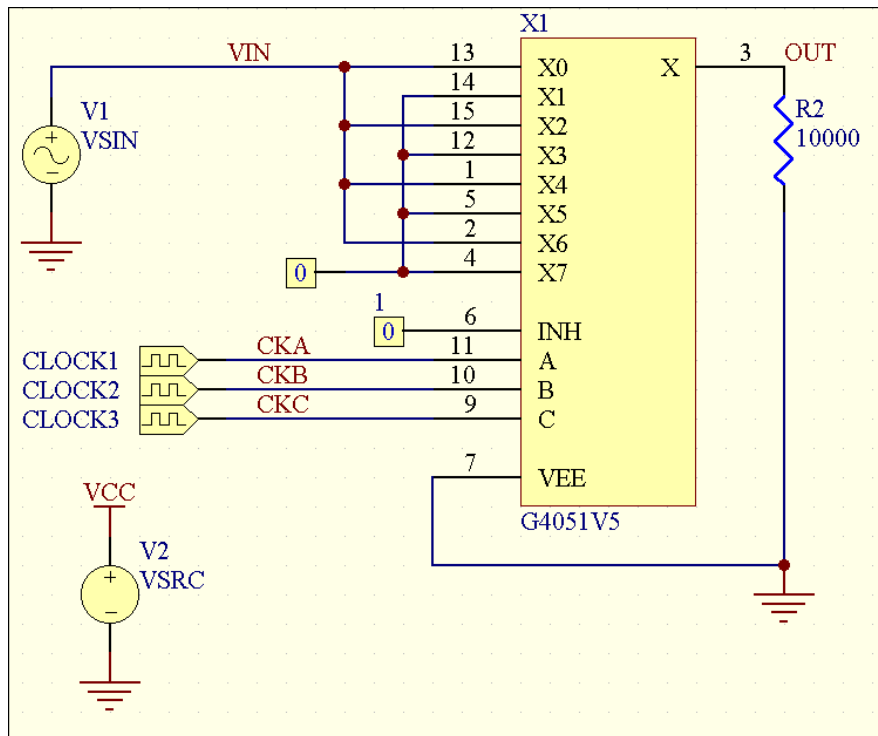 X1
VIN
13
X0
X
3
OUT
14
X1
V1
VSIN
15
X2
R2
10000
12
X3
1
X4
5
X5
2
X6
4
X7
0
1
0
6
INH
CLOCK1
CKA
11
A
CLOCK2
CKB
10
B
CLOCK3
CKC
9
C
7
VEE
VCC
G4051V5
V2
VSRC